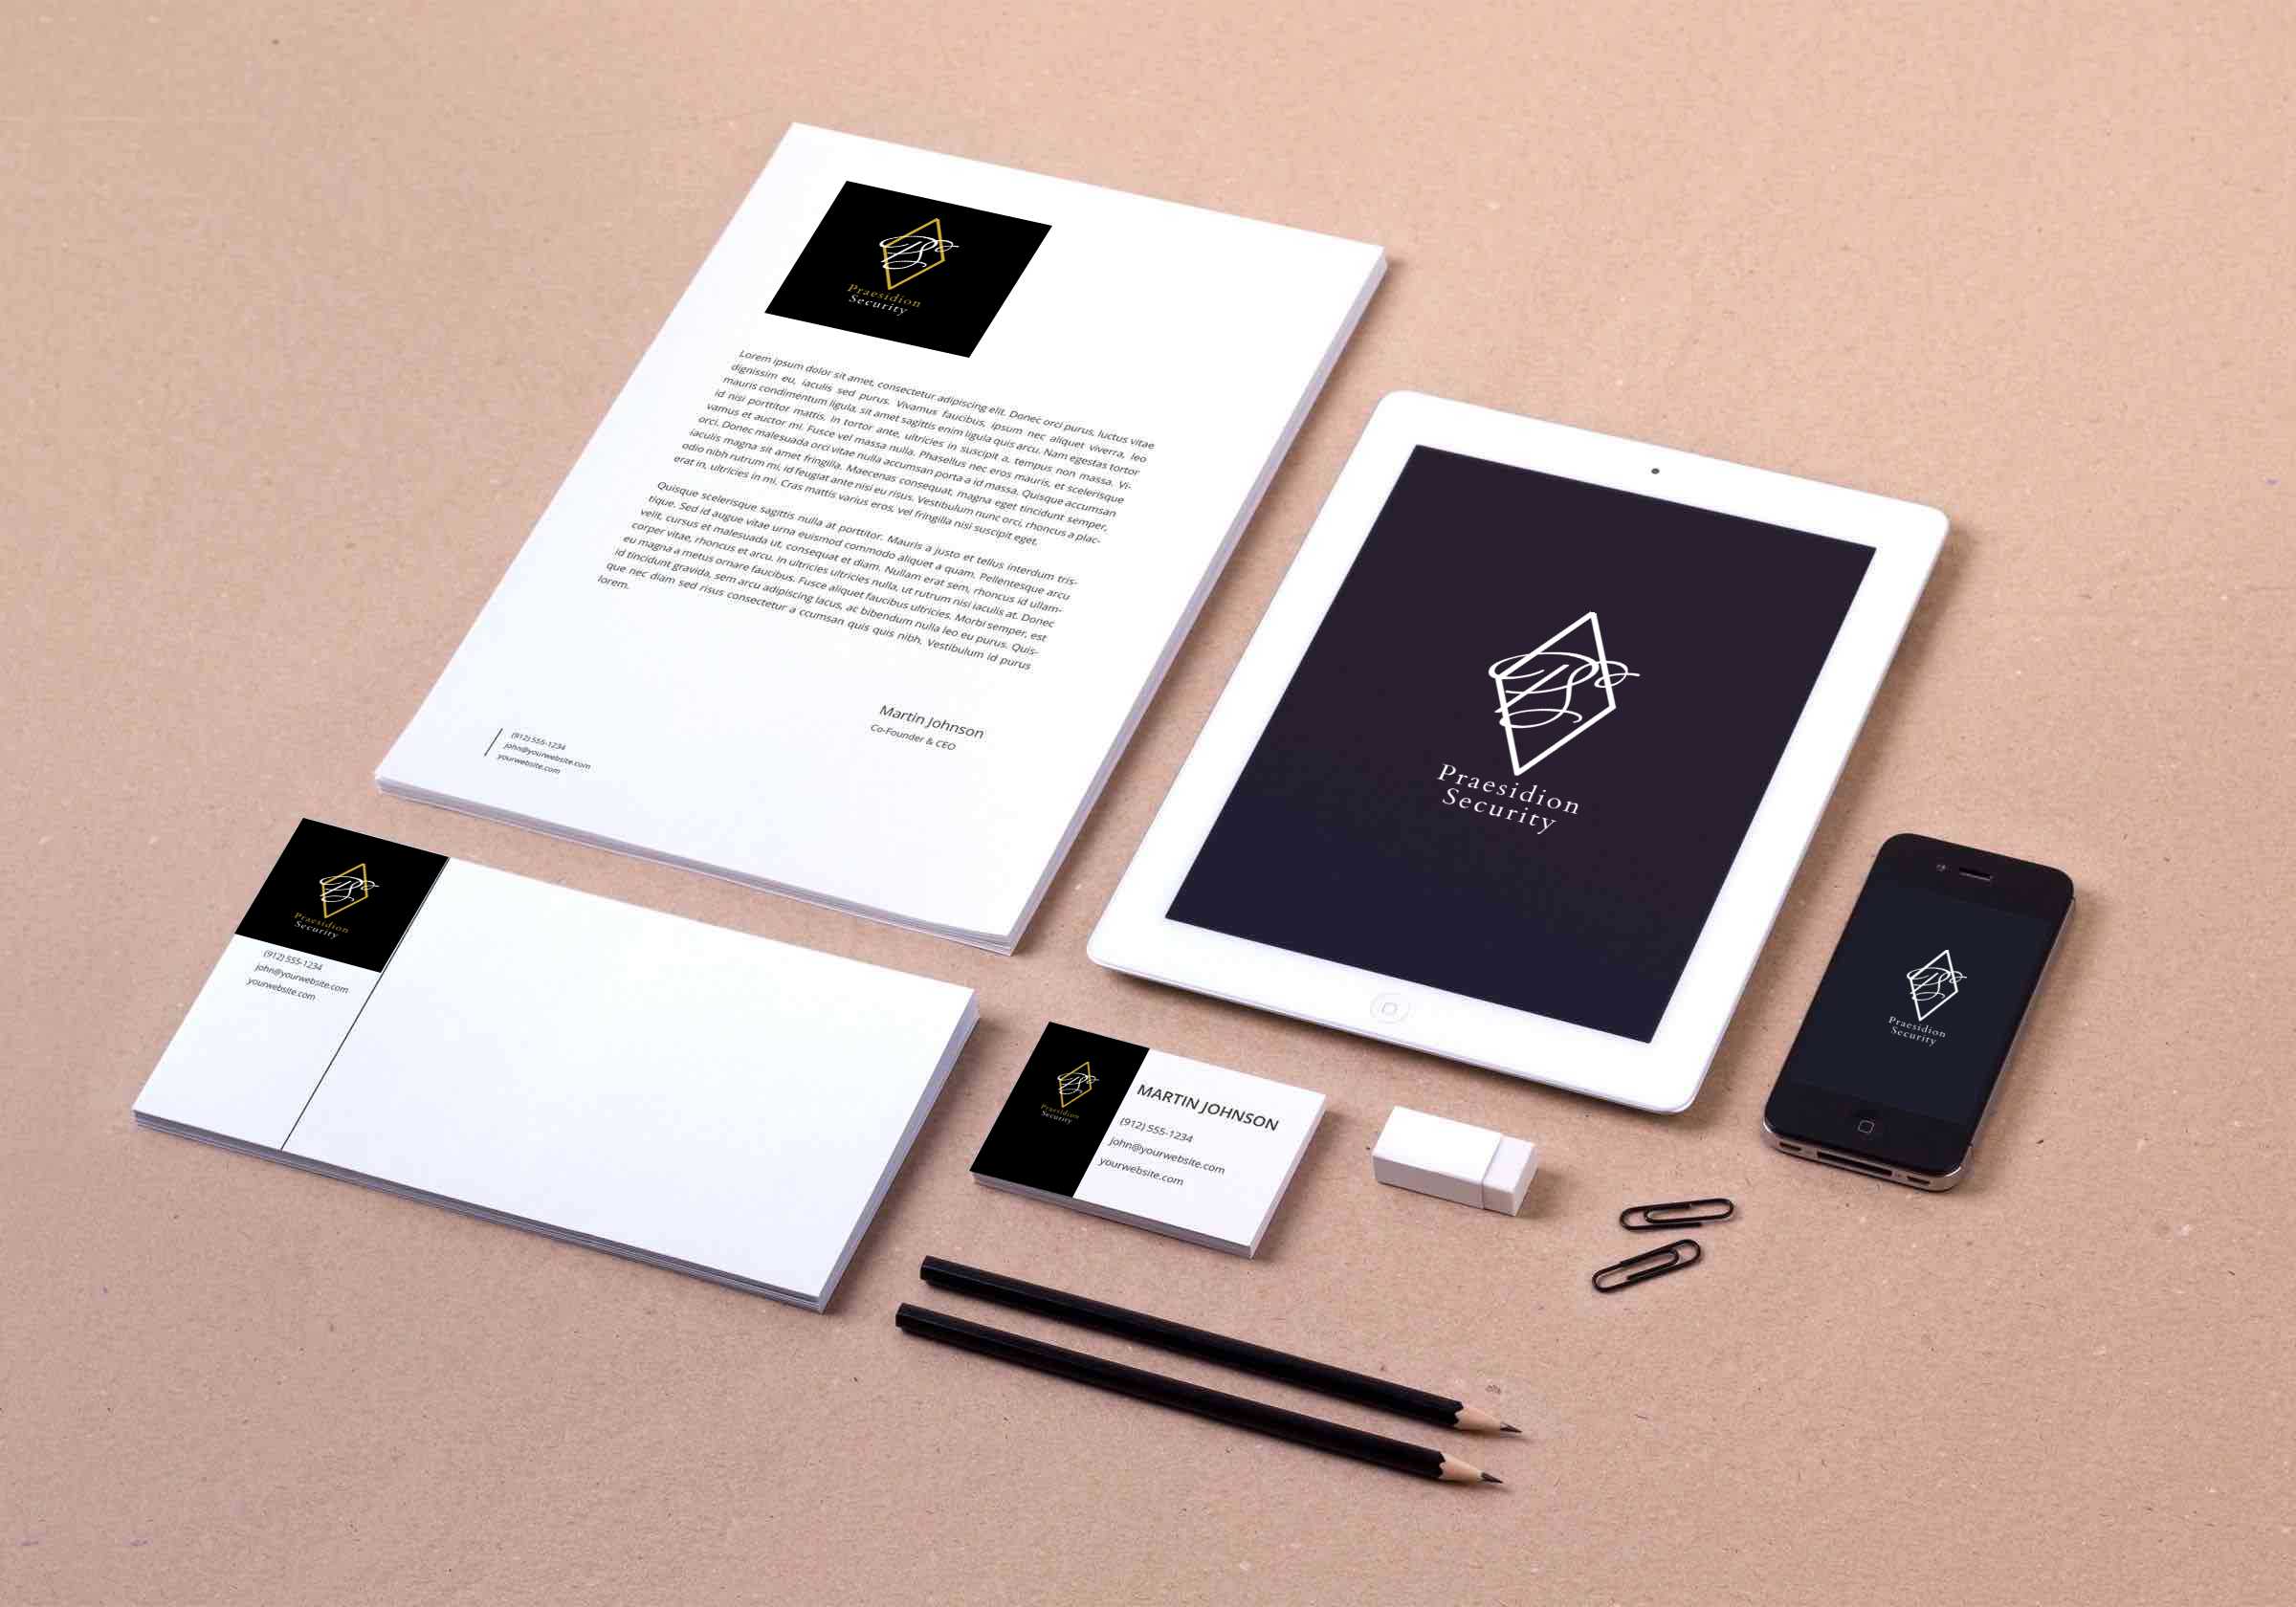 Praesidion
Security
Lorem ipsum dolor sit amet, consectetur adipiscing elit. Donec orci purus, luctus vitae
dignissim eu, iaculis sed purus. Vivamus faucibus, ipsum nec aliquet viverra, leo
mauris condimentum ligula, sit amet sagittis enim ligula quis arcu. Nam egestas tortor
id nisi porttitor mattis. In tortor ante, ultricies in suscipit a, tempus non massa. Vi-
vamus et auctor mi. Fusce vel massa nulla. Phasellus nec eros mauris, et scelerisque
orci. Donec malesuada orci vitae nulla accumsan porta a id massa. Quisque accumsan
iaculis magna sit amet fringilla. Maecenas consequat, magna eget tincidunt semper,
odio nibh rutrum mi, id feugiat ante nisi eu risus. Vestibulum nunc orci, rhoncus a plac-
erat in, ultricies in mi. Cras mattis varius eros, vel fringilla nisi suscipit eget.
Quisque scelerisque sagittis nulla at porttitor. Mauris a justo et tellus interdum tris-
tique. Sed id augue vitae urna euismod commodo aliquet a quam. Pellentesque arcu
velit, cursus et malesuada ut, consequat et diam. Nullam erat sem, rhoncus id ullam-
corper vitae, rhoncus et arcu. In ultricies ultricies nulla, ut rutrum nisi iaculis at. Donec
eu magna a metus ornare faucibus. Fusce aliquet faucibus ultricies. Morbi semper, est
id tincidunt gravida, sem arcu adipiscing lacus, ac bibendum nulla leo eu purus. Quis-
que nec diam sed risus consectetur a ccumsan quis quis nibh. Vestibulum id purus
lorem.
Martin Johnson
Co-Founder & CEO
(912) 555-1234
john@yourwebsite.com
yourwebsite.com
Praesidion
Security
Praesidion
Security
(912) 555-1234
john@yourwebsite.com
yourwebsite.com
Praesidion
Security
MARTIN JOHNSON
(912) 555-1234
john@yourwebsite.com
yourwebsite.com
Praesidion
Security